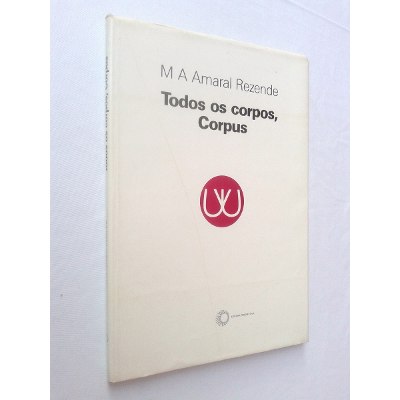 M A Amaral Rezende
Todos os corpos,
Corpus